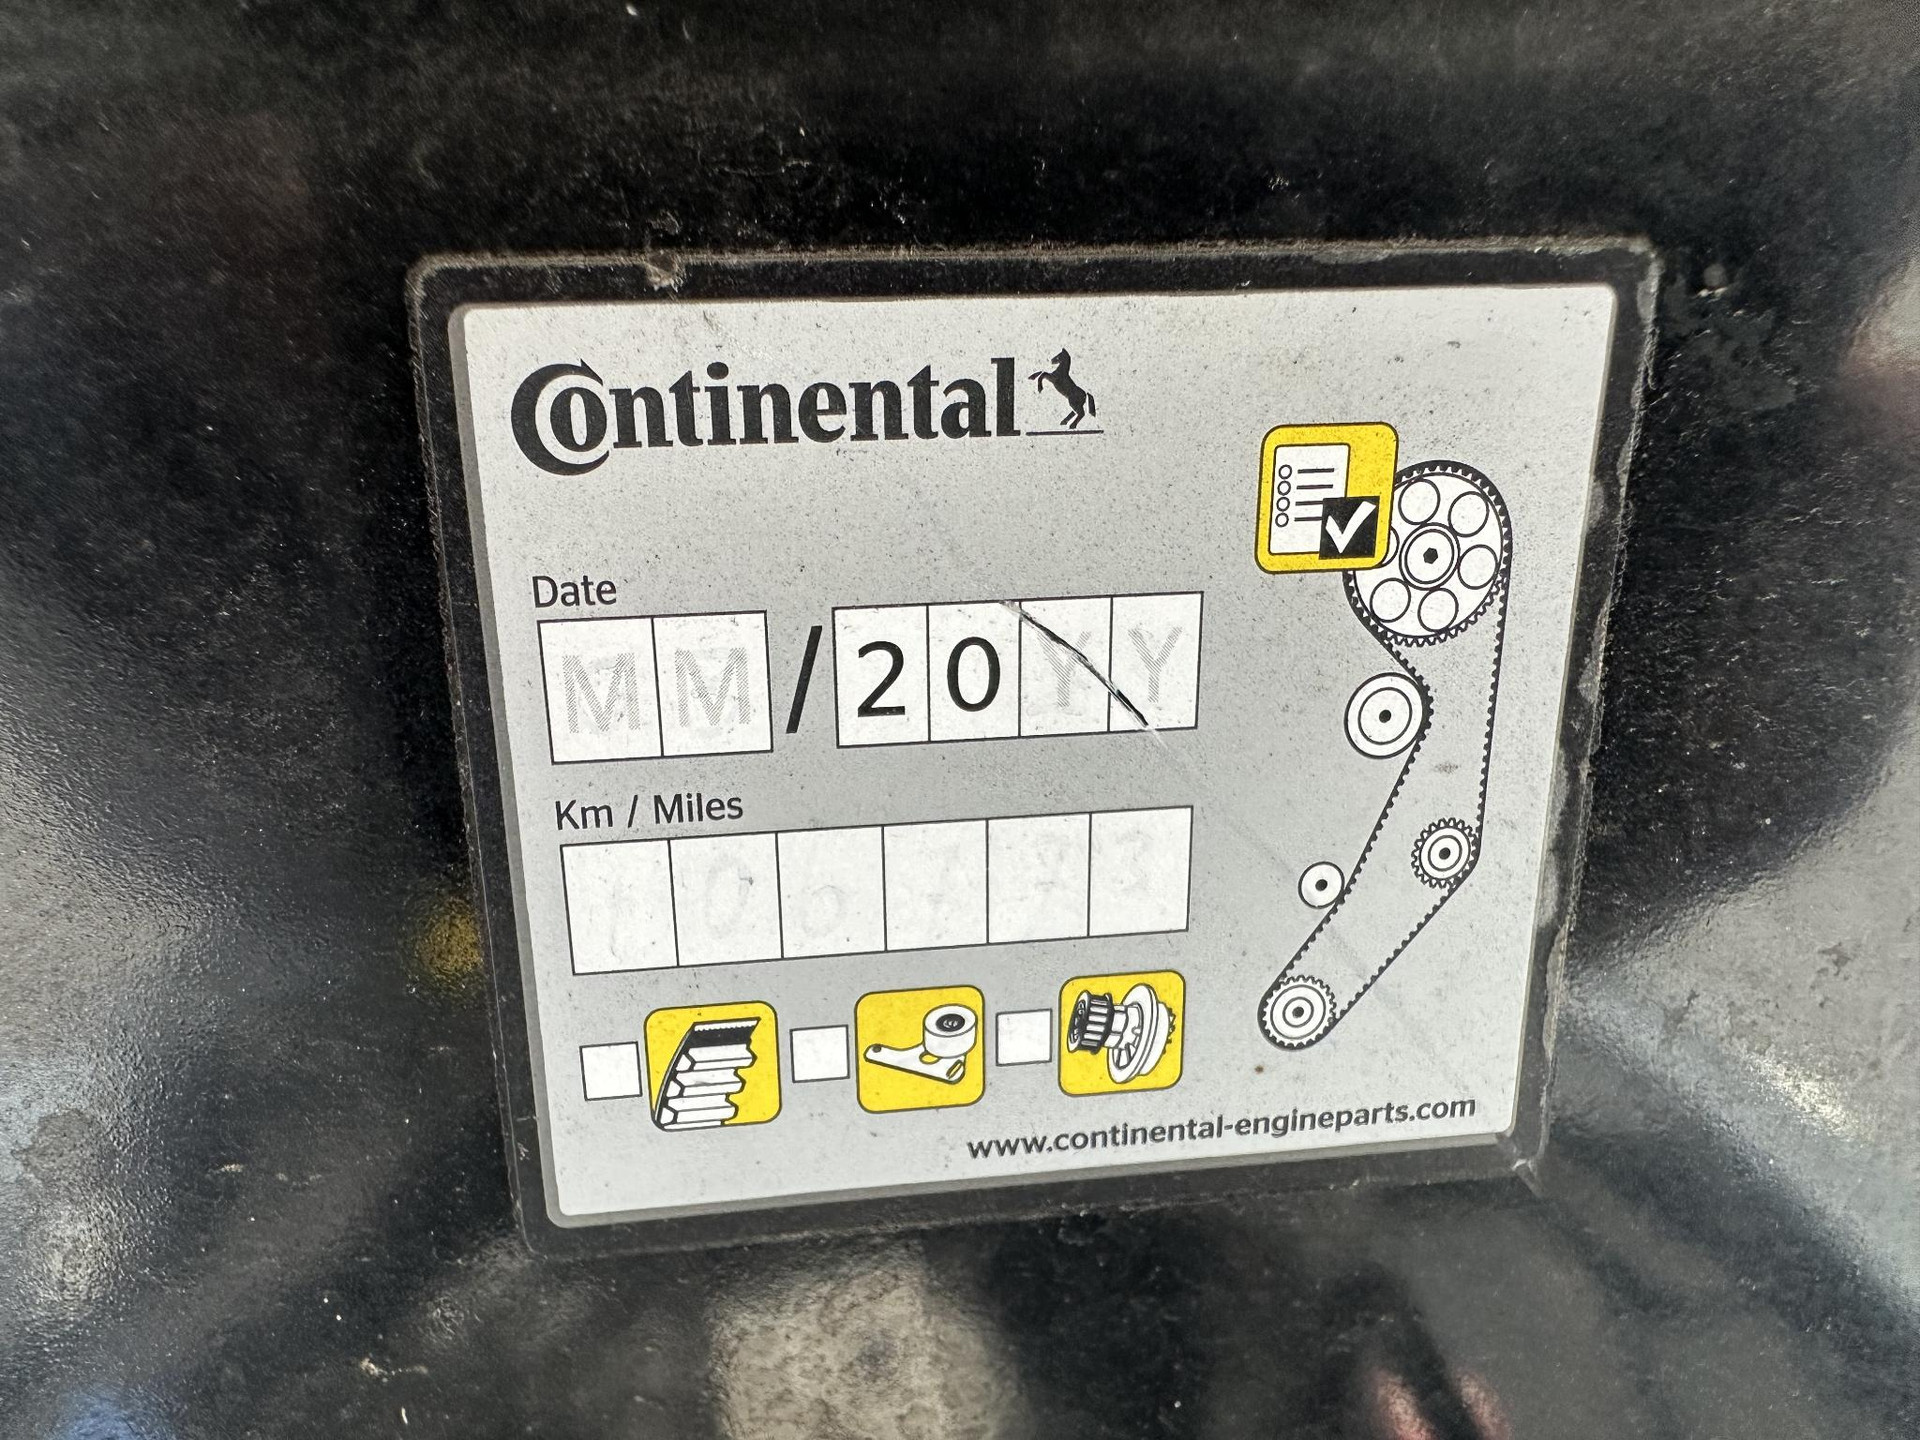 Continental
Date
MM/20YY
Km / Miles
www.continental-engineparts.com